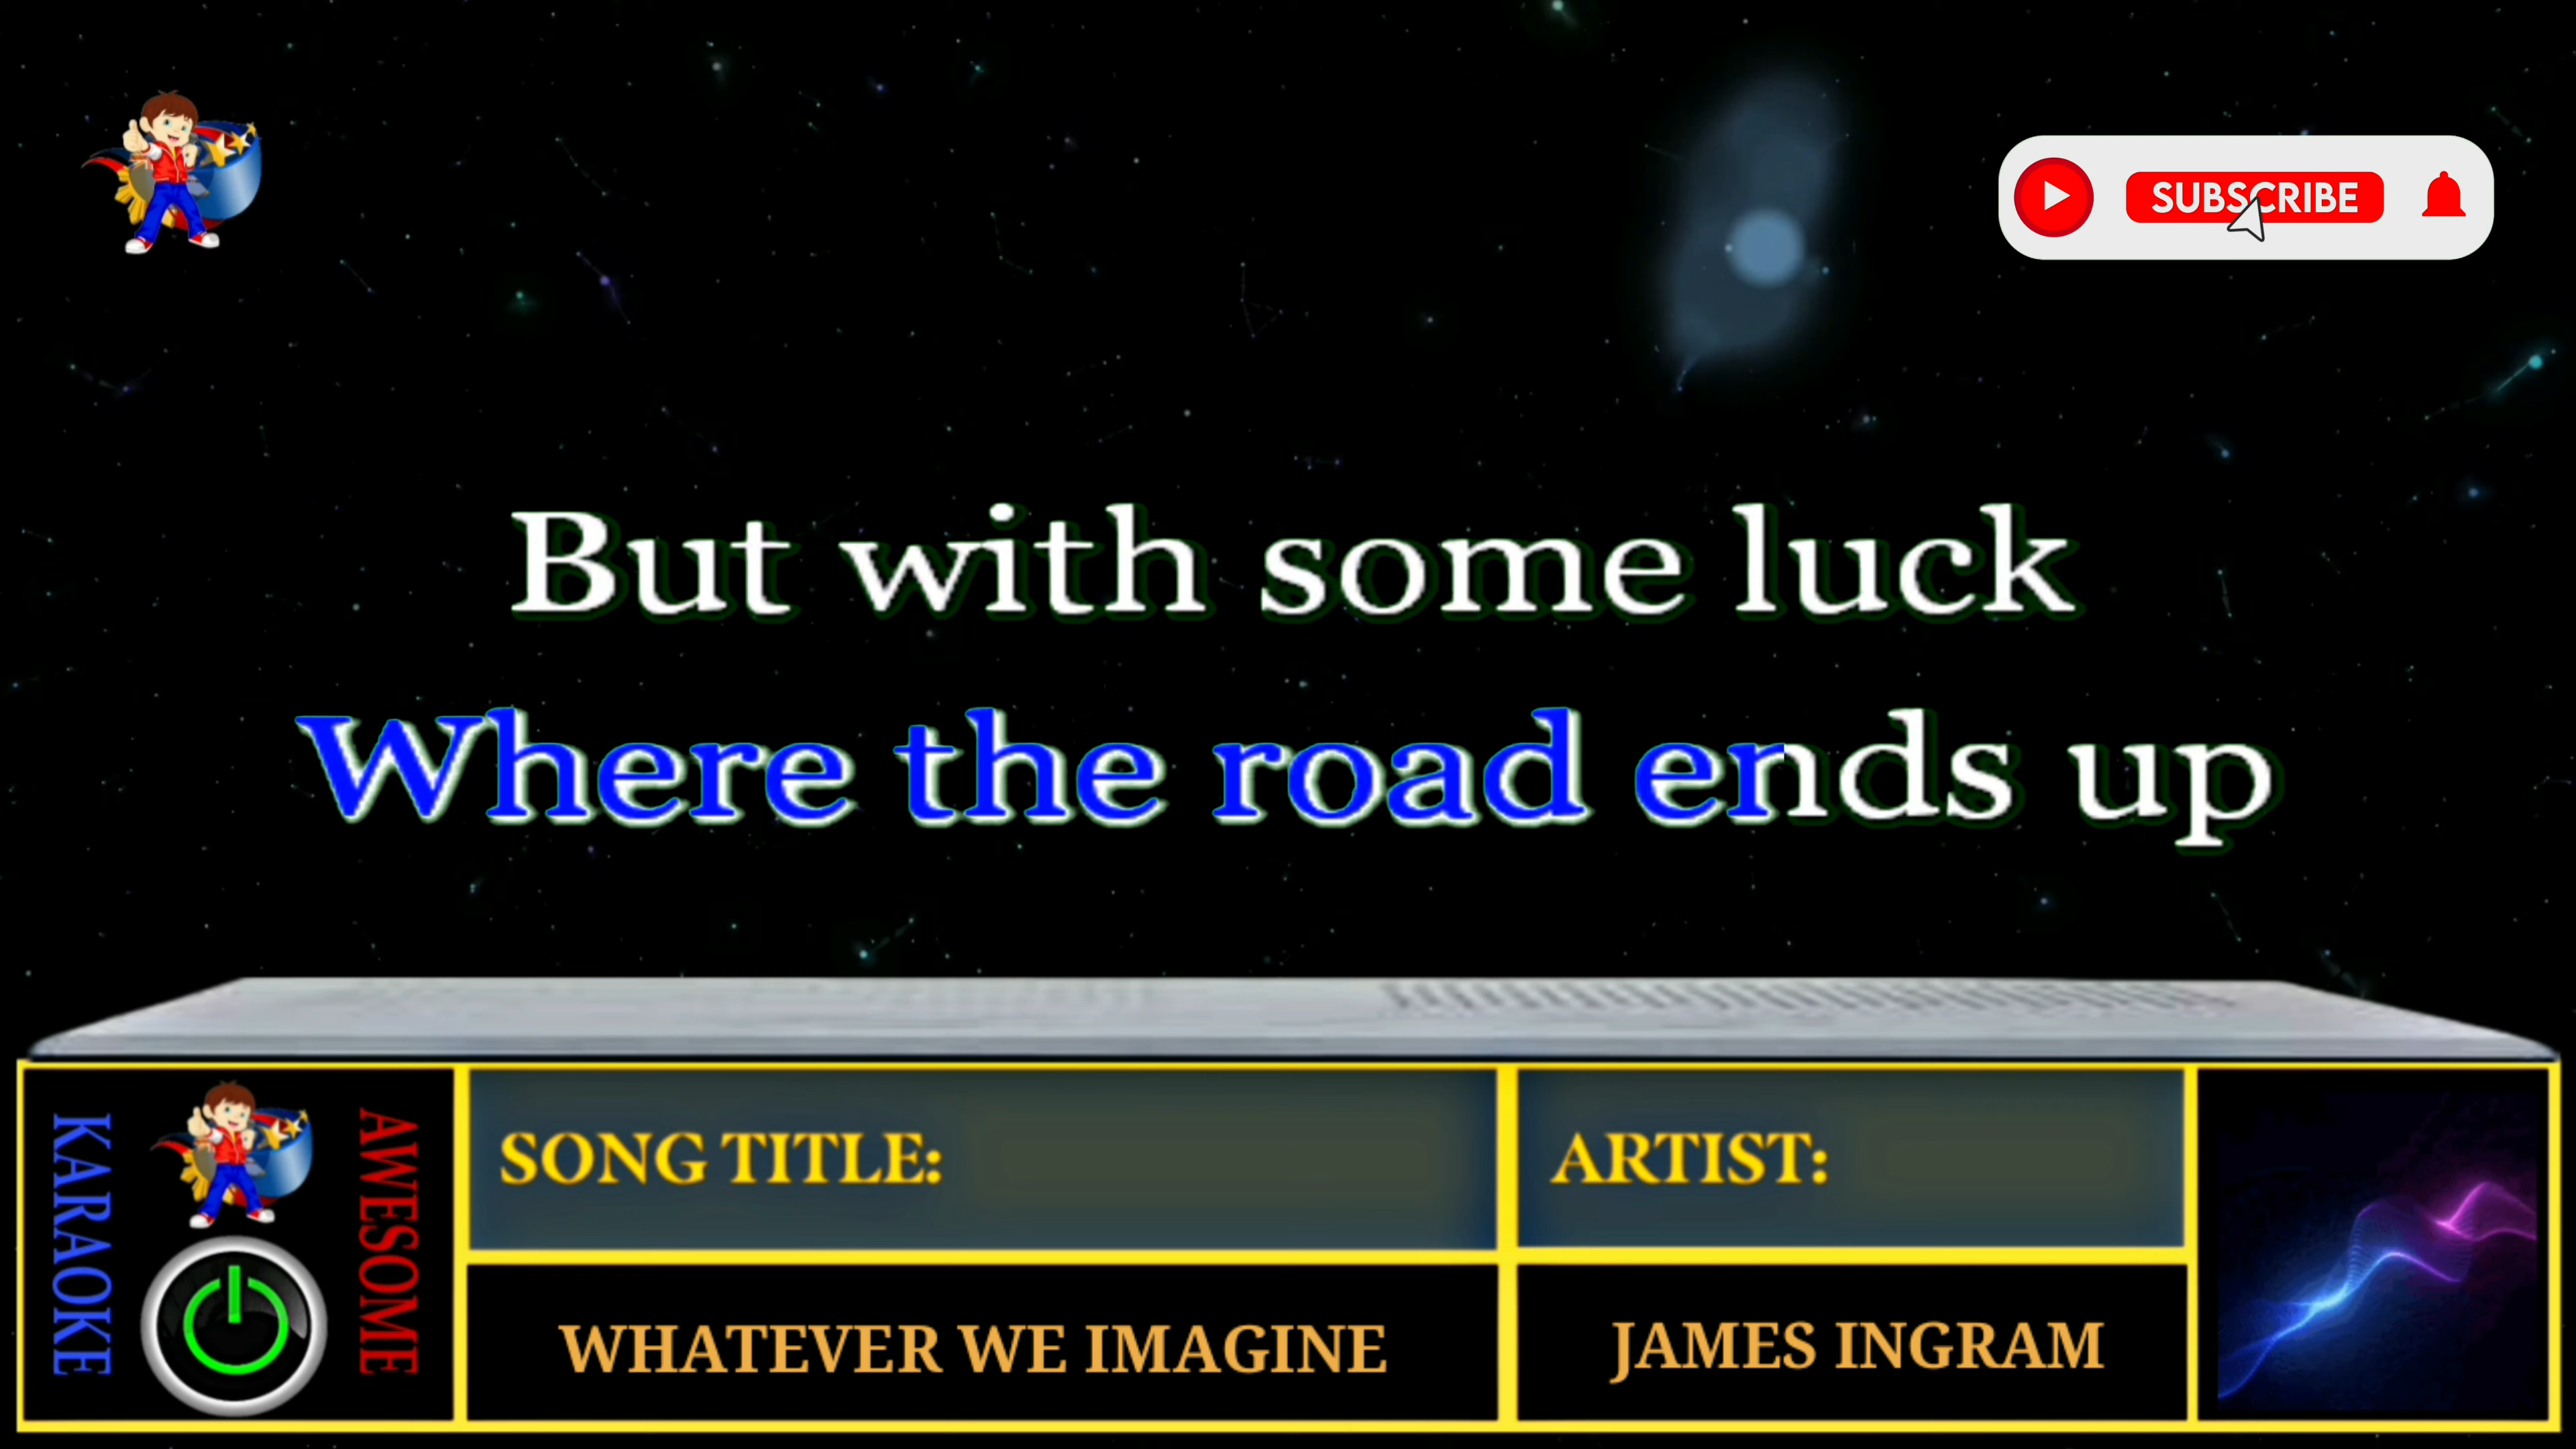 SUBSCRIBE
But with some luck
Where the road ends up
KARAOKE
AWESOME
SONG TITLE:
ARTIST:
WHATEVER WE IMAGINE
JAMES INGRAM